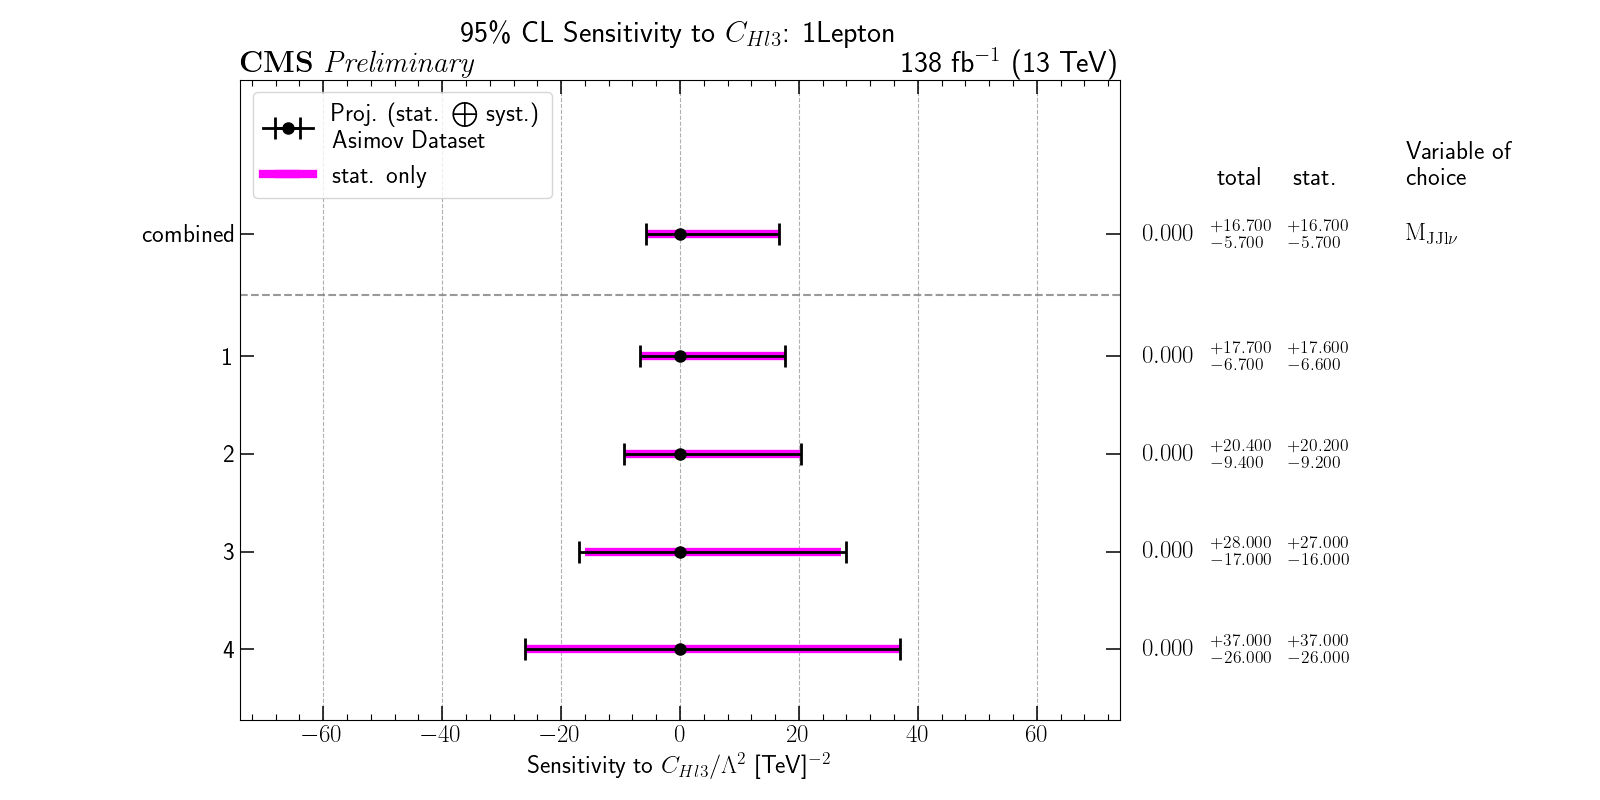 95% CL Sensitivity to C_{Hl3}: 1Lepton
CMS Preliminary 138 fb⁻¹ (13 TeV)
Proj. (stat. ⊕ syst.)
Asimov Dataset
stat. only
Variable of
choice
total stat.
combined 0.000 +16.700 −5.700 +16.700 −5.700 M_{JJlν}
1 0.000 +17.700 −6.700 +17.600 −6.600
2 0.000 +20.400 −9.400 +20.200 −9.200
3 0.000 +28.000 −17.000 +27.000 −16.000
4 0.000 +37.000 −26.000 +37.000 −26.000
−60 −40 −20 0 20 40 60
Sensitivity to C_{Hl3}/Λ² [TeV]⁻²